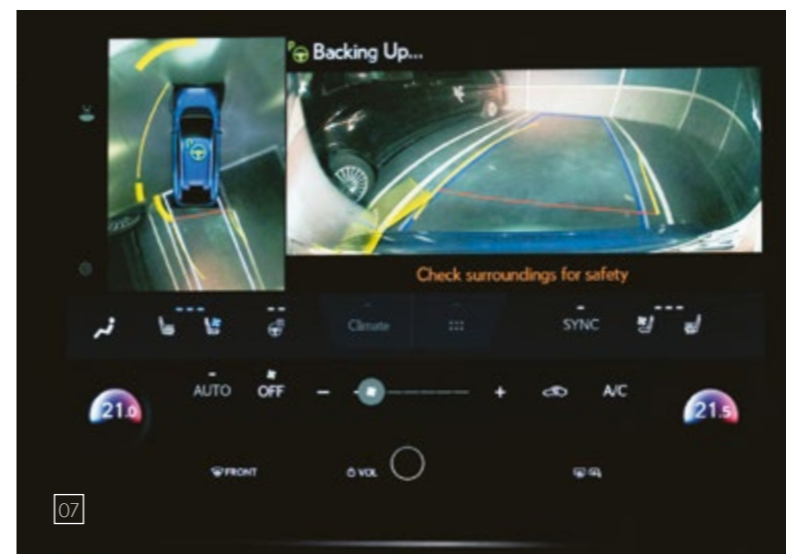 Backing Up...
Check surroundings for safety
Climate
SYNC
AUTO
OFF
A/C
21.0
21.5
FRONT
VOL
07